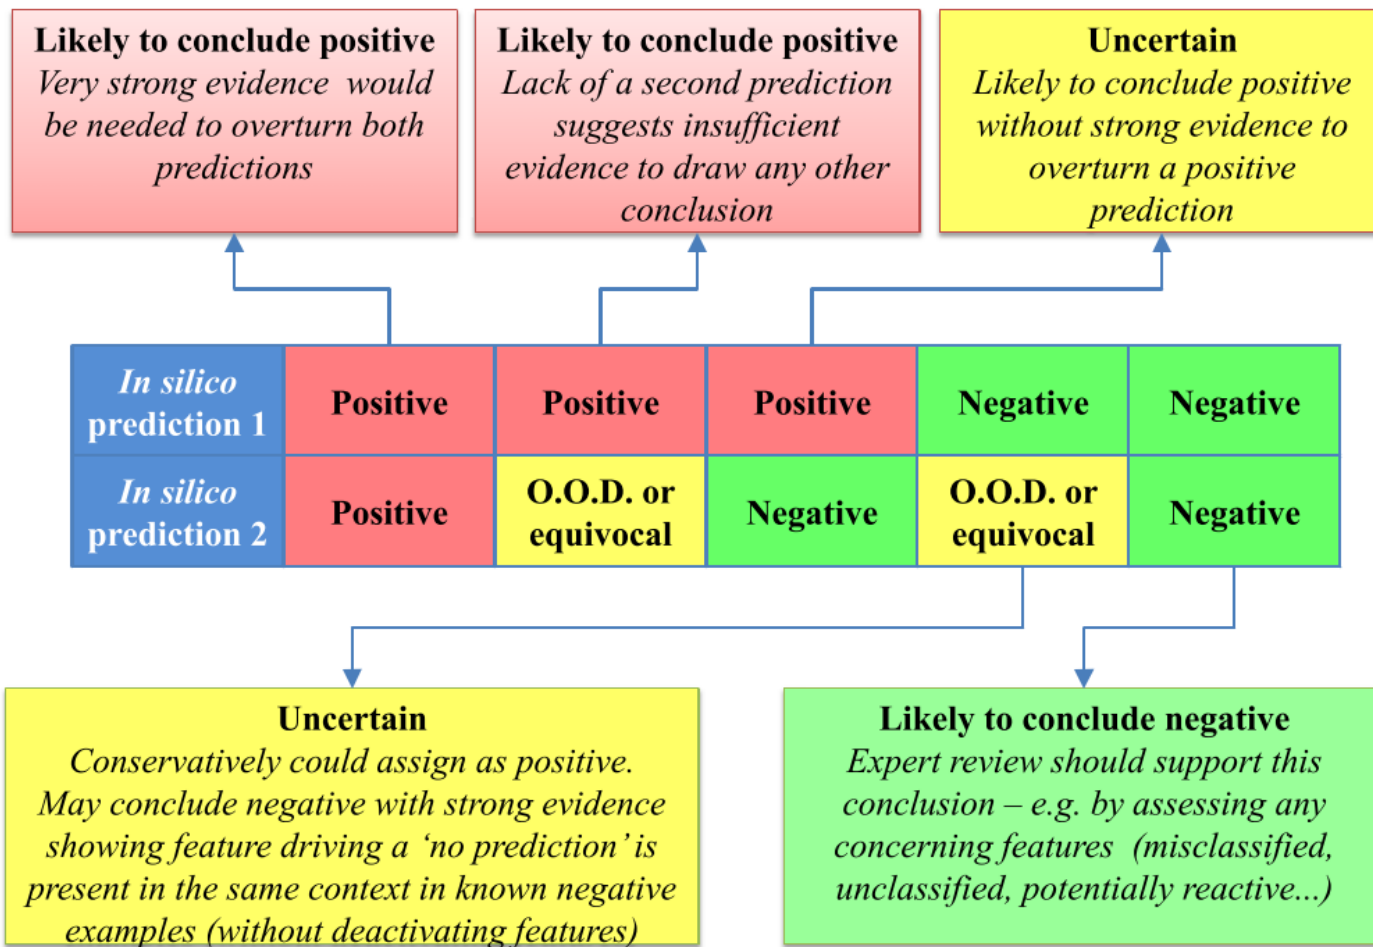 Likely to conclude positive
Very strong evidence would
be needed to overturn both
predictions
Likely to conclude positive
Lack of a second prediction
suggests insufficient
evidence to draw any other
conclusion
Uncertain
Likely to conclude positive
without strong evidence to
overturn a positive
prediction
In silico
prediction 1
Positive
Positive
Positive
Negative
Negative
In silico
prediction 2
Positive
O.O.D. or
equivocal
Negative
O.O.D. or
equivocal
Negative
Uncertain
Conservatively could assign as positive.
May conclude negative with strong evidence
showing feature driving a ‘no prediction’ is
present in the same context in known negative
examples (without deactivating features)
Likely to conclude negative
Expert review should support this
conclusion – e.g. by assessing any
concerning features (misclassified,
unclassified, potentially reactive...)